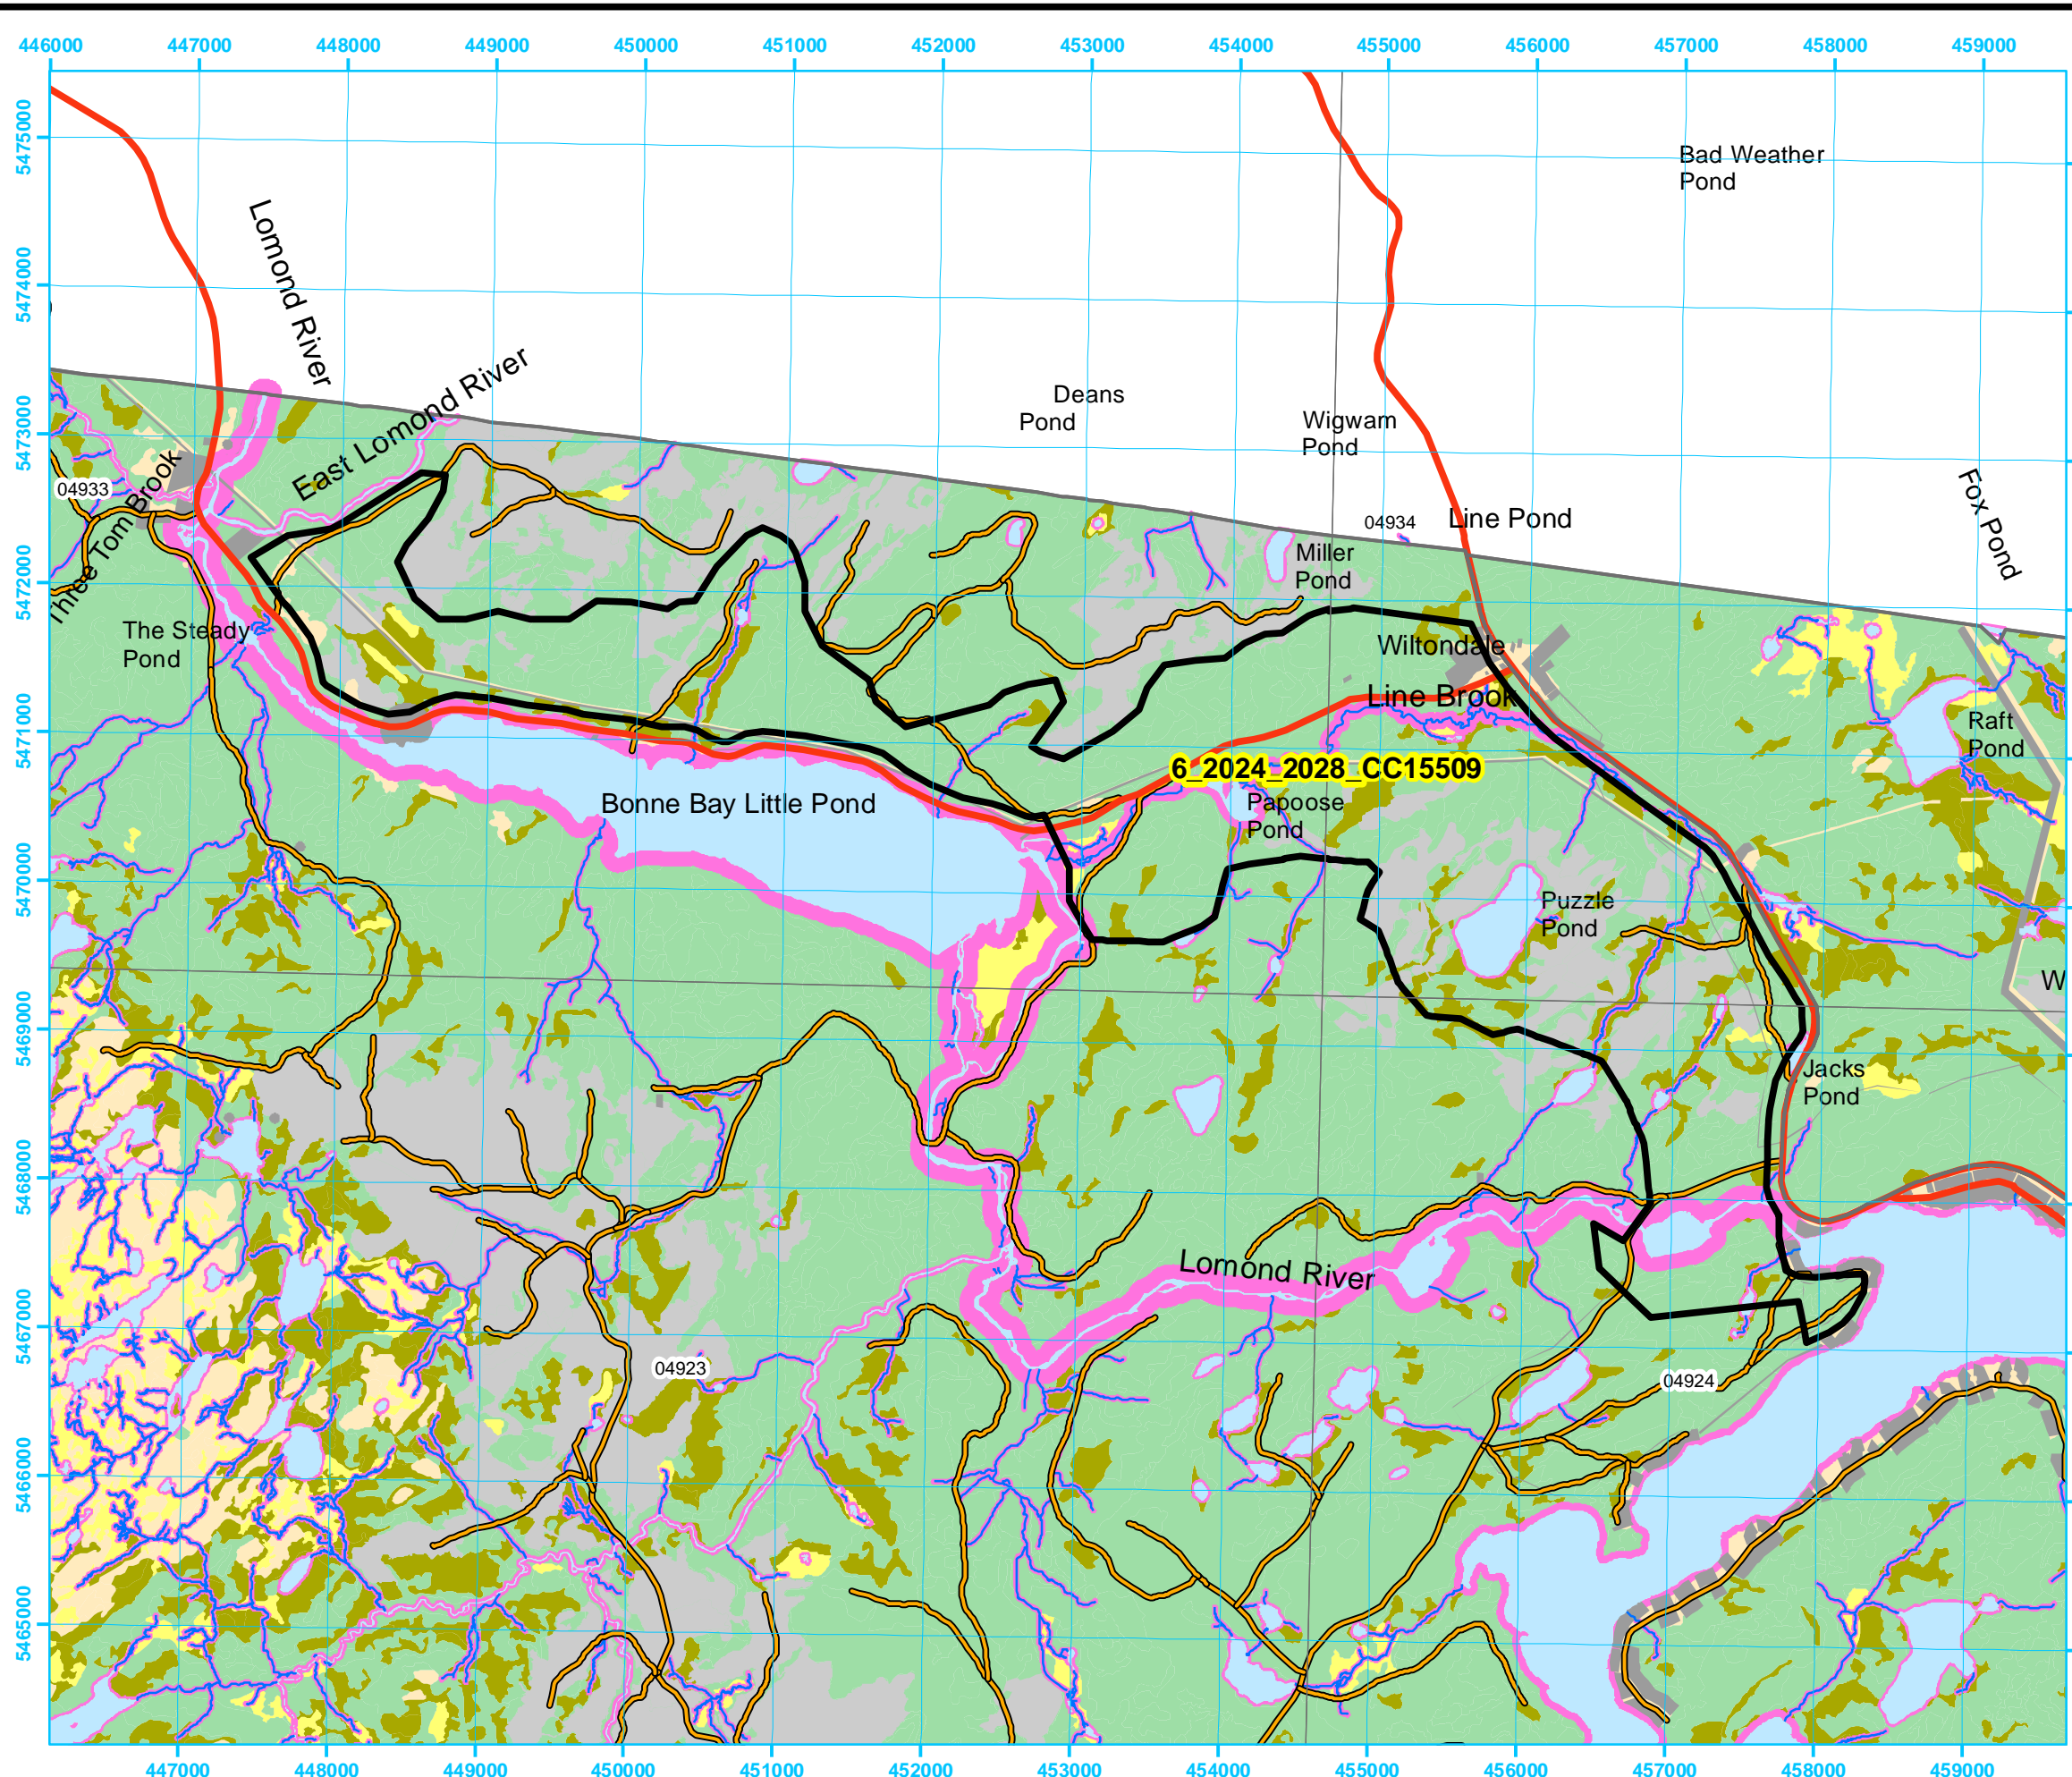 446000 447000 448000 449000 450000 451000 452000 453000 454000 455000 456000 457000 458000 459000
5475000
5474000
5473000
5472000
5471000
5470000
5469000
5468000
5467000
5466000
5465000
Bad Weather
Pond
Lomond River
East Lomond River
Deans
Pond
Wigwam
Pond
Fox Pond
04933
Three Tom Brook
04934
Line Pond
Miller
Pond
The Steady
Pond
Wiltondale
Line Brook
Raft
Pond
6_2024_2028_CC15509
Bonne Bay Little Pond
Papoose
Pond
Puzzle
Pond
W
Jacks
Pond
Lomond River
04923
04924
447000 448000 449000 450000 451000 452000 453000 454000 455000 456000 457000 458000 459000